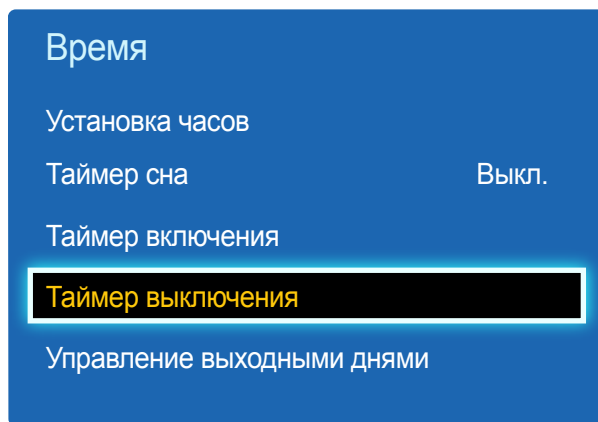 Время
Установка часов
Таймер сна Выкл.
Таймер включения
Таймер выключения
Управление выходными днями